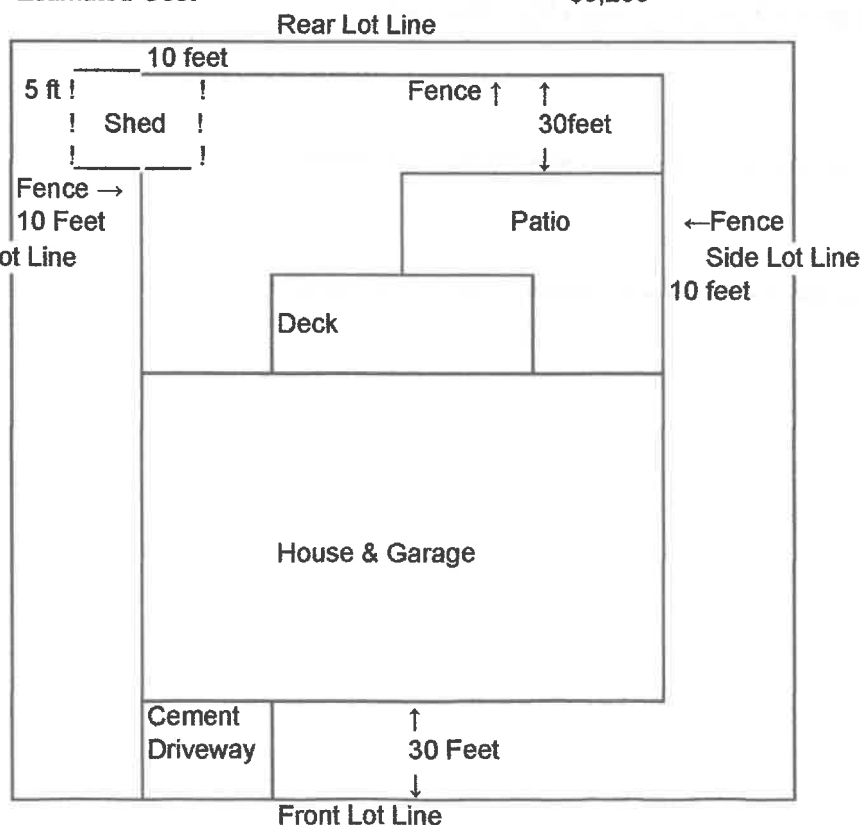 Rear Lot Line
10 feet
5 ft ! !
Fence ↑ ↑
! Shed !
30feet
! ! ↓
Fence →
10 Feet
Patio
←Fence
ot Line
Side Lot Line
10 feet
Deck
House & Garage
Cement
Driveway
↑
30 Feet
↓
Front Lot Line